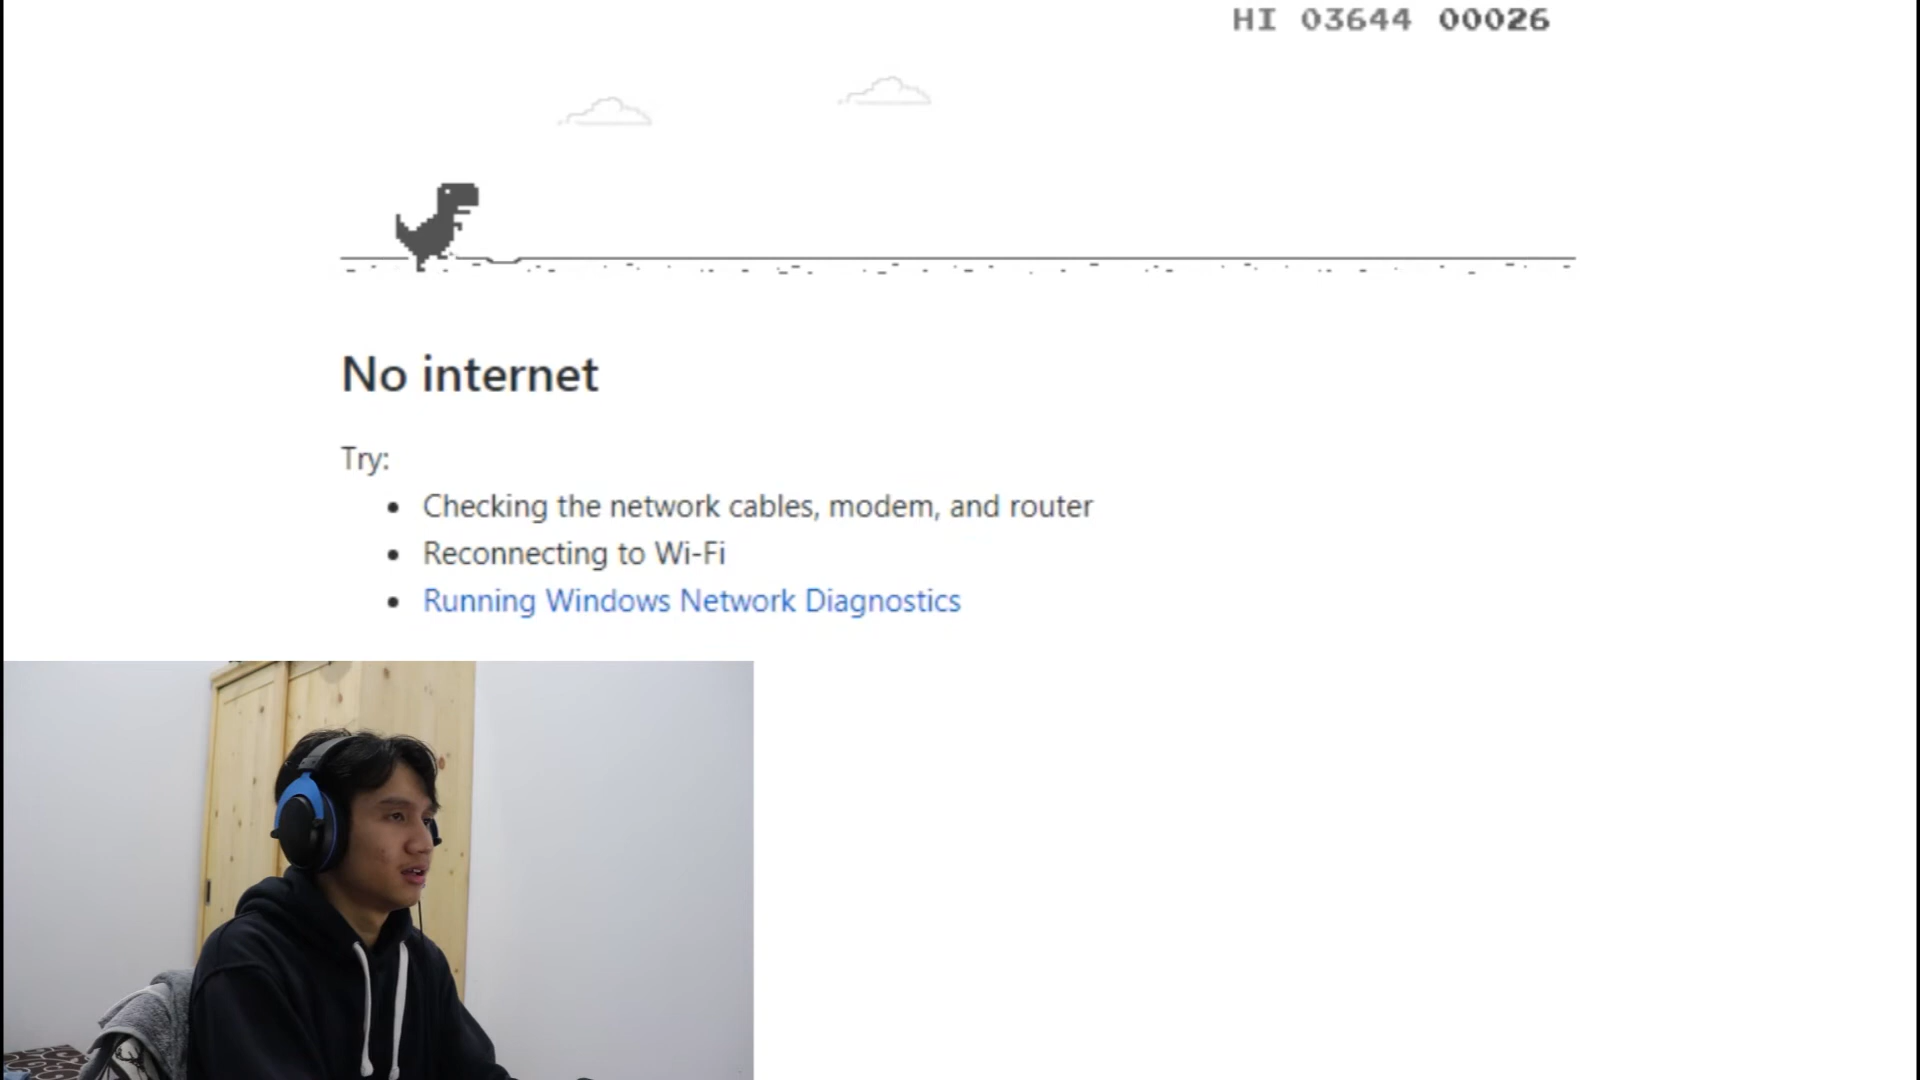 HI 03644 00026
No internet
Try:
Checking the network cables, modem, and router
Reconnecting to Wi-Fi
Running Windows Network Diagnostics